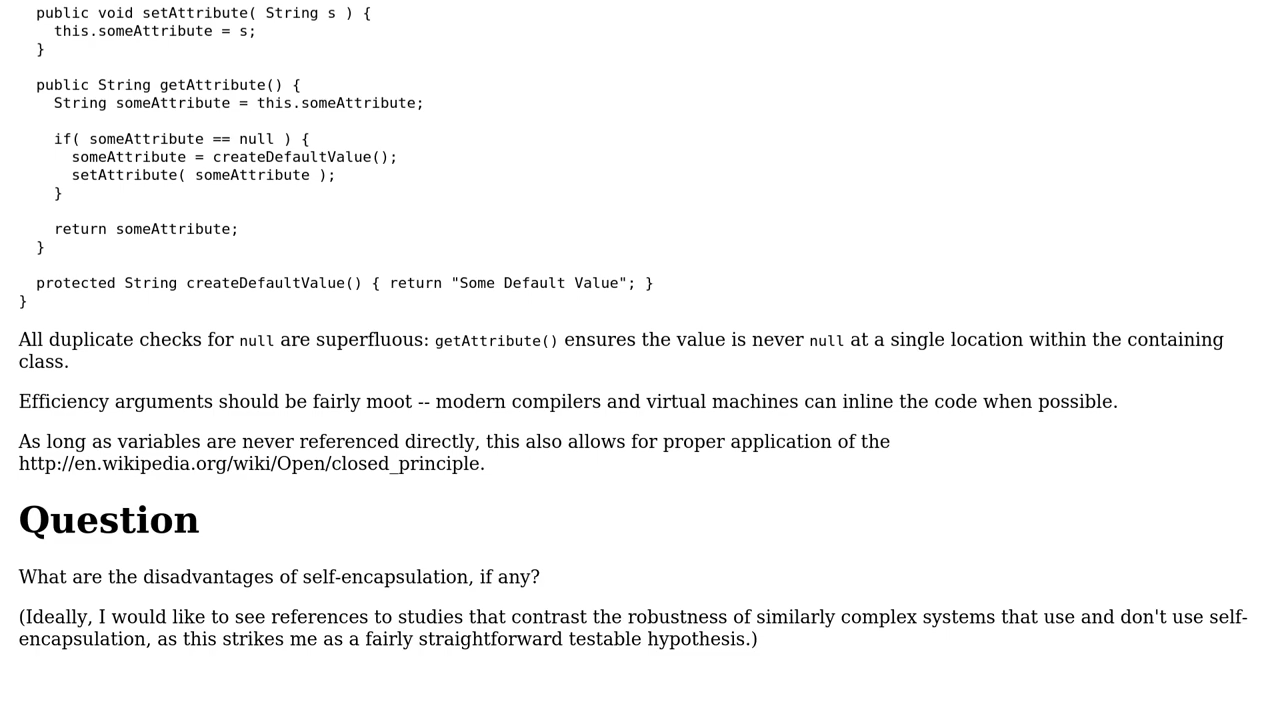 public void setAttribute( String s ) {
this.someAttribute = s;
}
public String getAttribute() {
String someAttribute = this.someAttribute;
if( someAttribute == null ) {
someAttribute = createDefaultValue();
setAttribute( someAttribute );
}
return someAttribute;
}
protected String createDefaultValue() { return "Some Default Value"; }
}
All duplicate checks for null are superfluous: getAttribute() ensures the value is never null at a single location within the containing
class.
Efficiency arguments should be fairly moot -- modern compilers and virtual machines can inline the code when possible.
As long as variables are never referenced directly, this also allows for proper application of the
http://en.wikipedia.org/wiki/Open/closed_principle.
Question
What are the disadvantages of self-encapsulation, if any?
(Ideally, I would like to see references to studies that contrast the robustness of similarly complex systems that use and don't use self-
encapsulation, as this strikes me as a fairly straightforward testable hypothesis.)